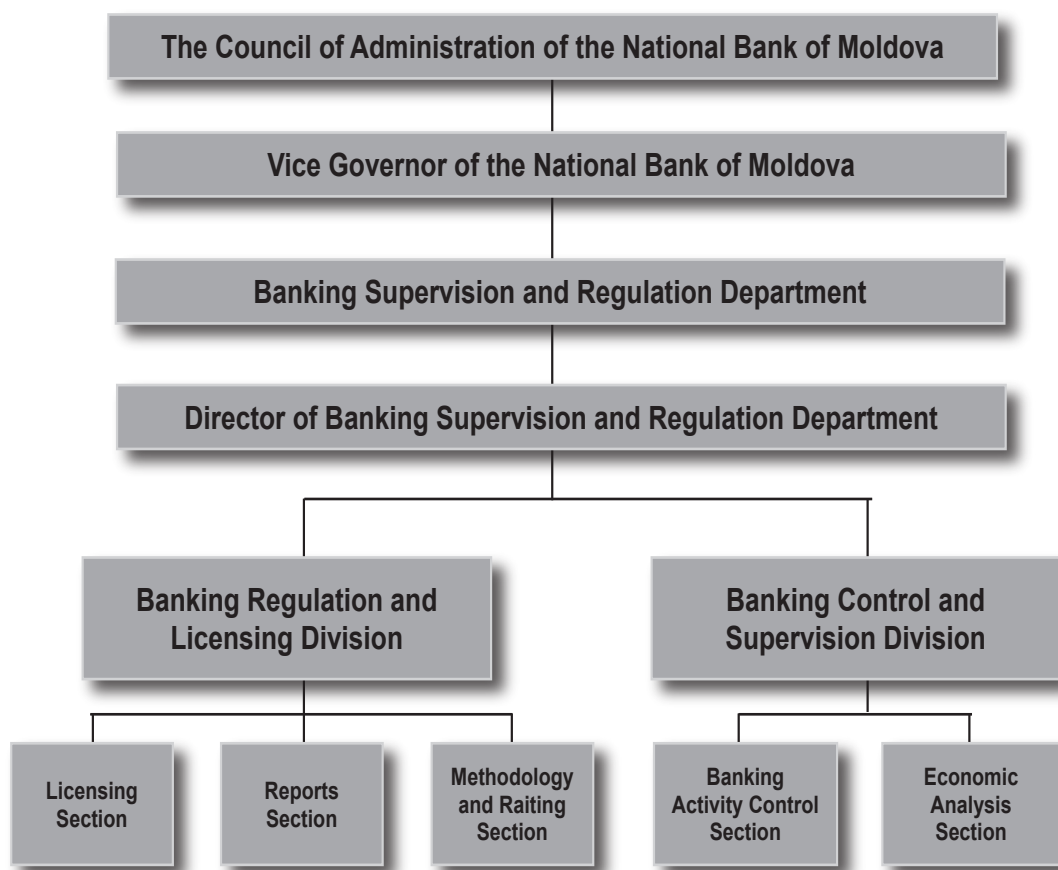 The Council of Administration of the National Bank of Moldova
Vice Governor of the National Bank of Moldova
Banking Supervision and Regulation Department
Director of Banking Supervision and Regulation Department
Banking Regulation and
Licensing Division
Banking Control and
Supervision Division
Licensing
Section
Reports
Section
Methodology
and Raiting
Section
Banking
Activity Control
Section
Economic
Analysis
Section